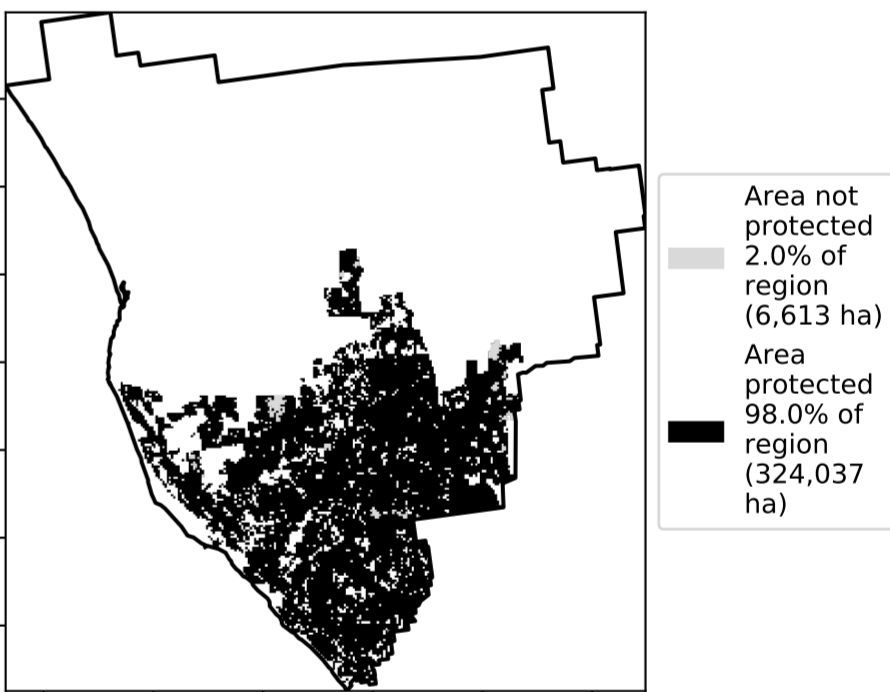 Area not
protected
2.0% of
region
(6,613 ha)
Area
protected
98.0% of
region
(324,037
ha)